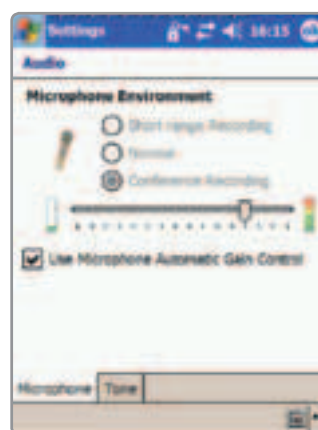 Settings 16:15 ok
Audio
Microphone Environment
Short range Recording
Normal
Conference Recording
Use Microphone Automatic Gain Control
Microphone Tone